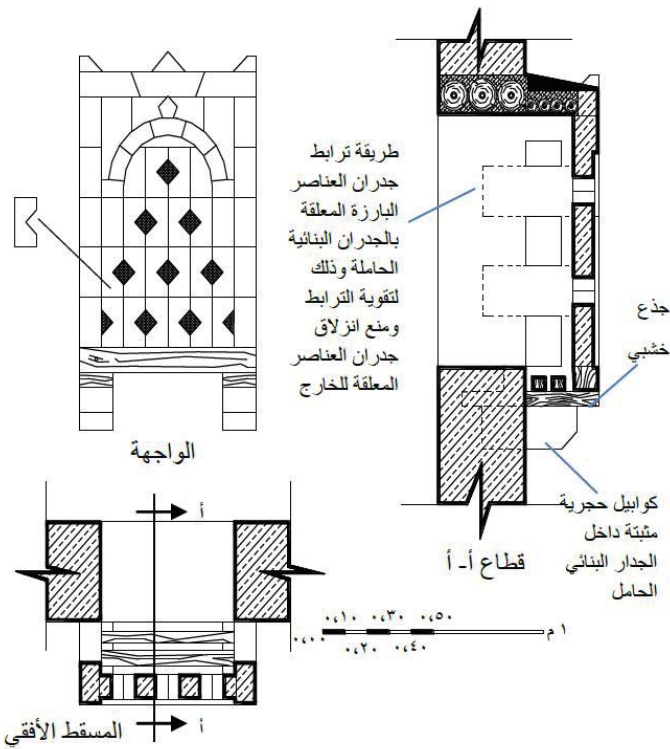 طريقة ترابط
جدران العناصر
البارزة المعلقة
بالجدران البنائية
الحاملة وذلك
لتقوية الترابط
ومنع انزلاق
جدران العناصر
المعلقة للخارج
جذع
خشبي
الواجهة
كوابيل حجرية
مثبتة داخل
الجدار البنائي
الحامل
قطاع أ- أ
أ
٠،١٠ ٠،٣٠ ٠،٥٠
٠،٠٠ ١ م
٠،٢٠ ٠،٤٠
أ
المسقط الأفقي